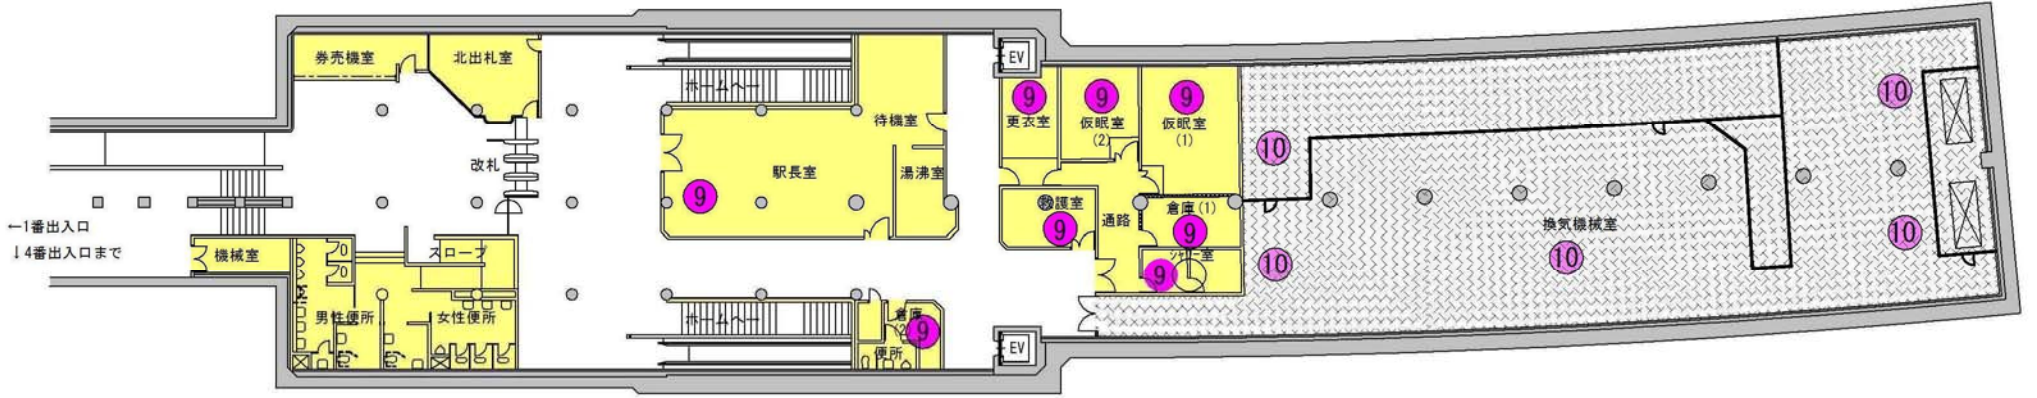 券売機室
北出札室
ホームへ
EV
9
更衣室
9
仮眠室
(2)
9
仮眠室
(1)
10
10
改札
待機室
駅長室
湯沸室
9
救護室
9
通路
倉庫(1)
9
シャワー室
9
10
換気機械室
10
10
←1番出入口
↓4番出入口まで
機械室
スロープ
男性便所
女性便所
ホームへ
倉庫
(2)
9
便所
EV